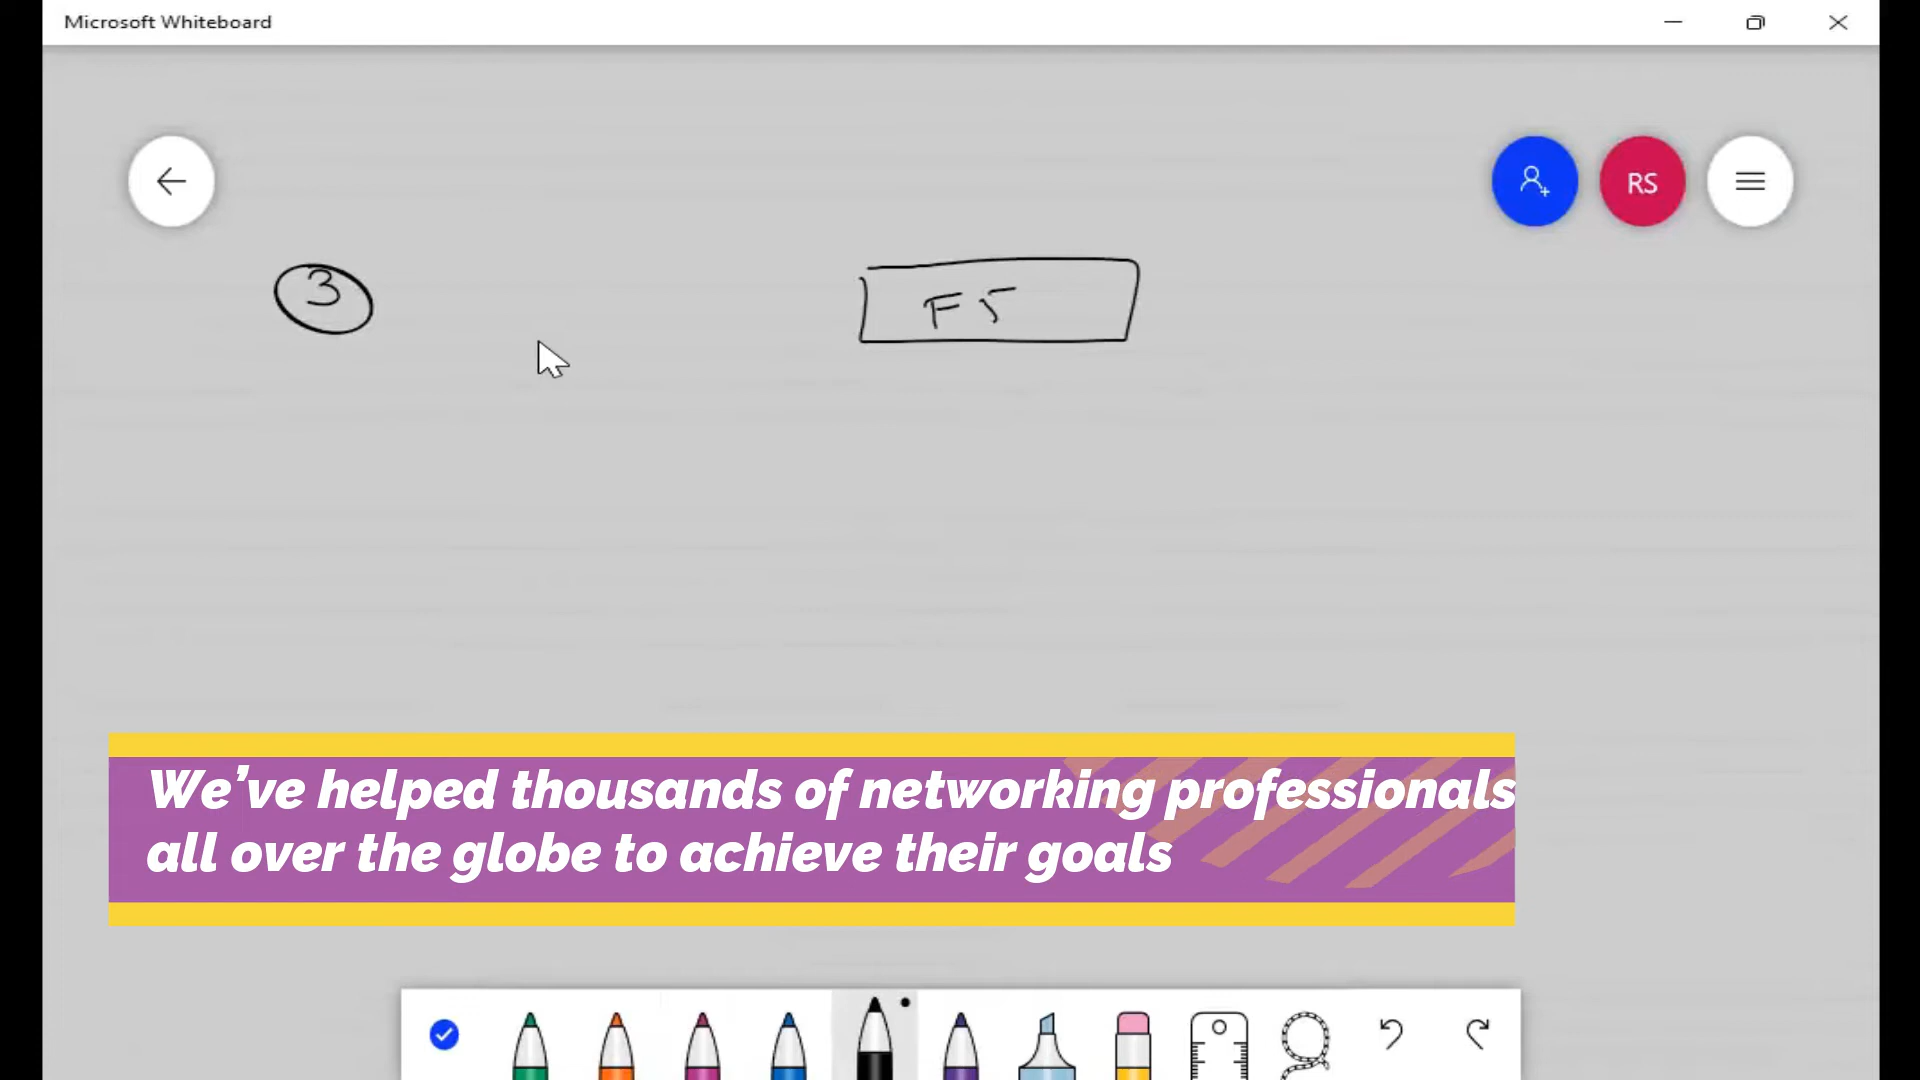 Microsoft Whiteboard
RS
3
F5
We've helped thousands of networking professionals
all over the globe to achieve their goals